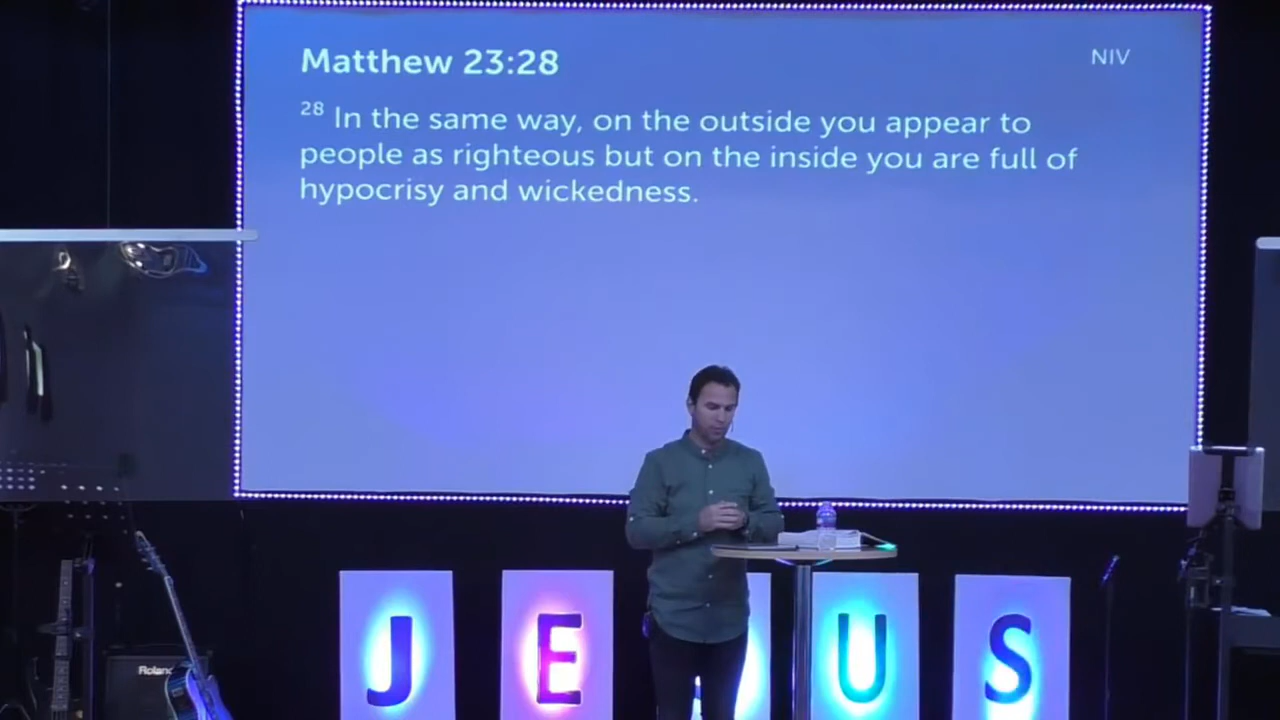 Matthew 23:28
NIV
28 In the same way, on the outside you appear to
people as righteous but on the inside you are full of
hypocrisy and wickedness.
Roland
J E U S